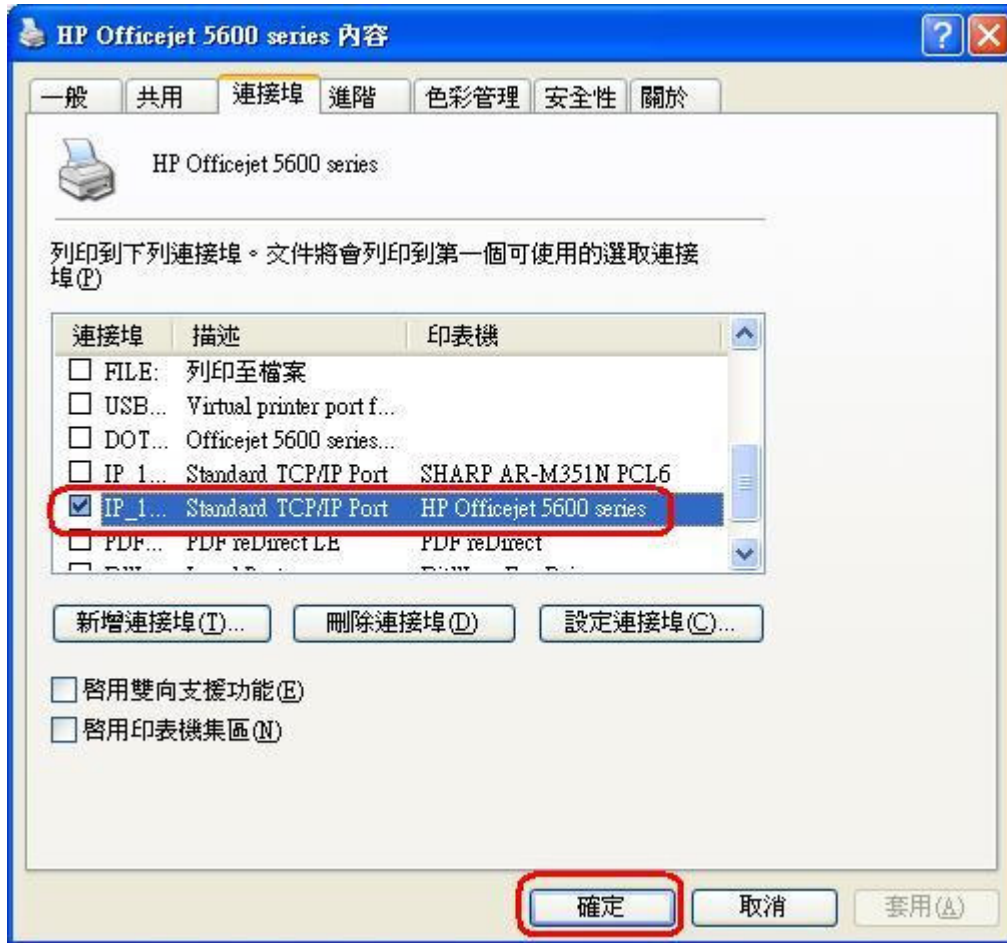 HP Officejet 5600 series 內容
一般 共用 連接埠 進階 色彩管理 安全性 關於
HP Officejet 5600 series
列印到下列連接埠。文件將會列印到第一個可使用的選取連接
埠(P)
連接埠 描述 印表機
FILE: 列印至檔案
USB... Virtual printer port f...
DOT... Officejet 5600 series...
IP_1... Standard TCP/IP Port SHARP AR-M351N PCL6
IP_1... Standard TCP/IP Port HP Officejet 5600 series
PDF... PDF reDirect LE PDF reDirect
新增連接埠(T)... 刪除連接埠(D) 設定連接埠(C)...
啓用雙向支援功能(E)
啓用印表機集區(N)
確定 取消 套用(A)